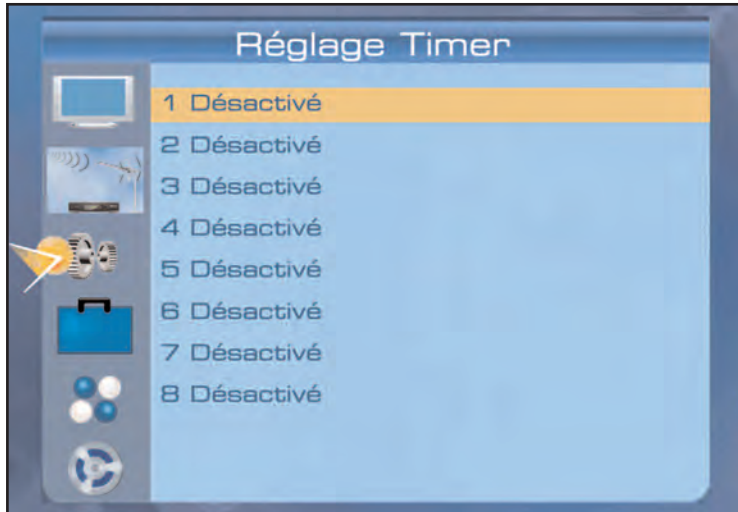 Réglage Timer
1 Désactivé
2 Désactivé
3 Désactivé
4 Désactivé
5 Désactivé
6 Désactivé
7 Désactivé
8 Désactivé